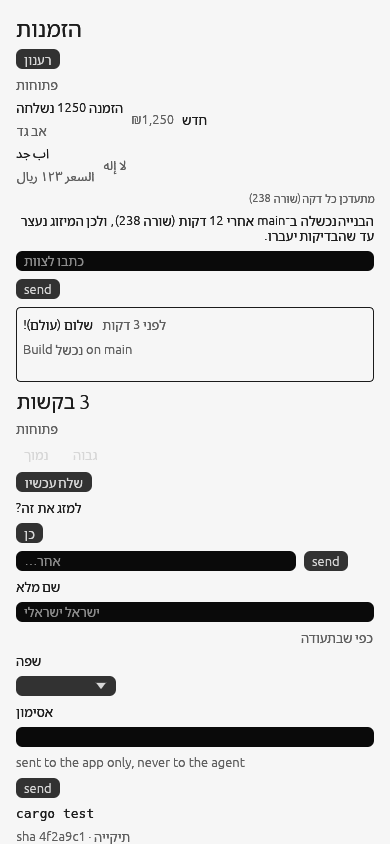 הזמנות
רענון
פתוחות
הזמנה 1250 נשלחה
אב גד
₪1,250 חדש
اب جد
السعر ١٢٣ ريال
لا إله
מתעדכן כל דקה (שורה 238)
הבנייה נכשלה ב־main אחרי 12 דקות (שורה 238), ולכן המיזוג נעצר
עד שהבדיקות יעברו.
כתבו לצוות
send
שלום (עולם)! לפני 3 דקות
Build נכשל on main
3 בקשות
פתוחות
נמוך גבוה
שלח עכשיו
למזג את זה?
כן
אחר…
send
שם מלא
ישראל ישראלי
כפי שבתעודה
שפה
אסימון
sent to the app only, never to the agent
send
cargo test
sha 4f2a9c1 · תיקייה